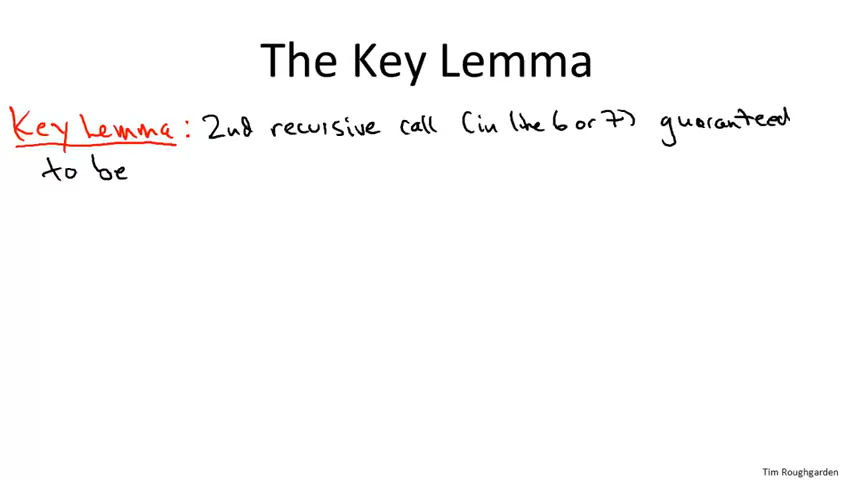 The Key Lemma
Key Lemma: 2nd recursive call (in line 6 or 7) guaranteed
to be
Tim Roughgarden